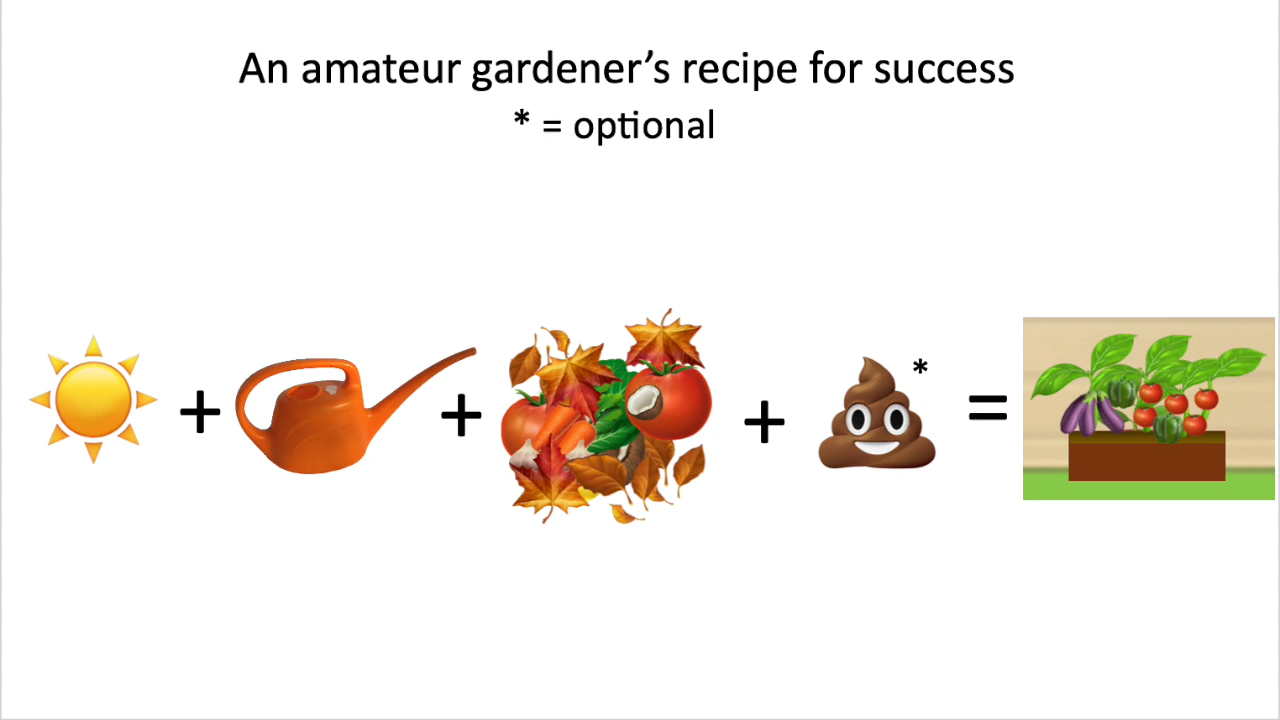 An amateur gardener’s recipe for success
* = optional
+ + + * =